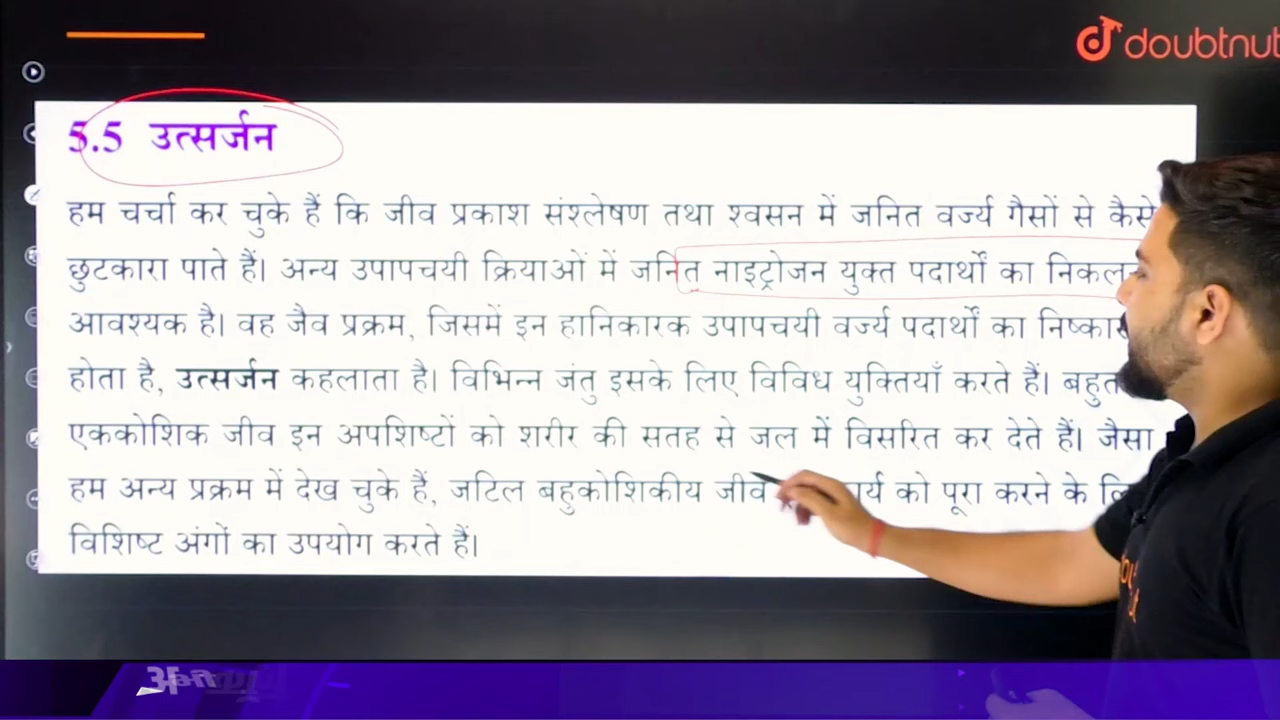 doubtnut
5.5 उत्सर्जन
हम चर्चा कर चुके हैं कि जीव प्रकाश संश्लेषण तथा श्वसन में जनित वर्ज्य गैसों से कैसे
छुटकारा पाते हैं। अन्य उपापचयी क्रियाओं में जनित नाइट्रोजन युक्त पदार्थों का
आवश्यक है। वह जैव प्रक्रम, जिसमें इन हानिकारक उपापचयी वर्ज्य पदार्थों का
होता है, उत्सर्जन कहलाता है। विभिन्न जंतु इसके लिए विविध युक्तियाँ करते हैं। बहुत
एककोशिक जीव इन अपशिष्टों को शरीर की सतह से जल में विसरित कर देते हैं। जैसा
हम अन्य प्रक्रम में देख चुके हैं, जटिल बहुकोशिकीय जीव को पूरा करने के
विशिष्ट अंगों का उपयोग करते हैं।